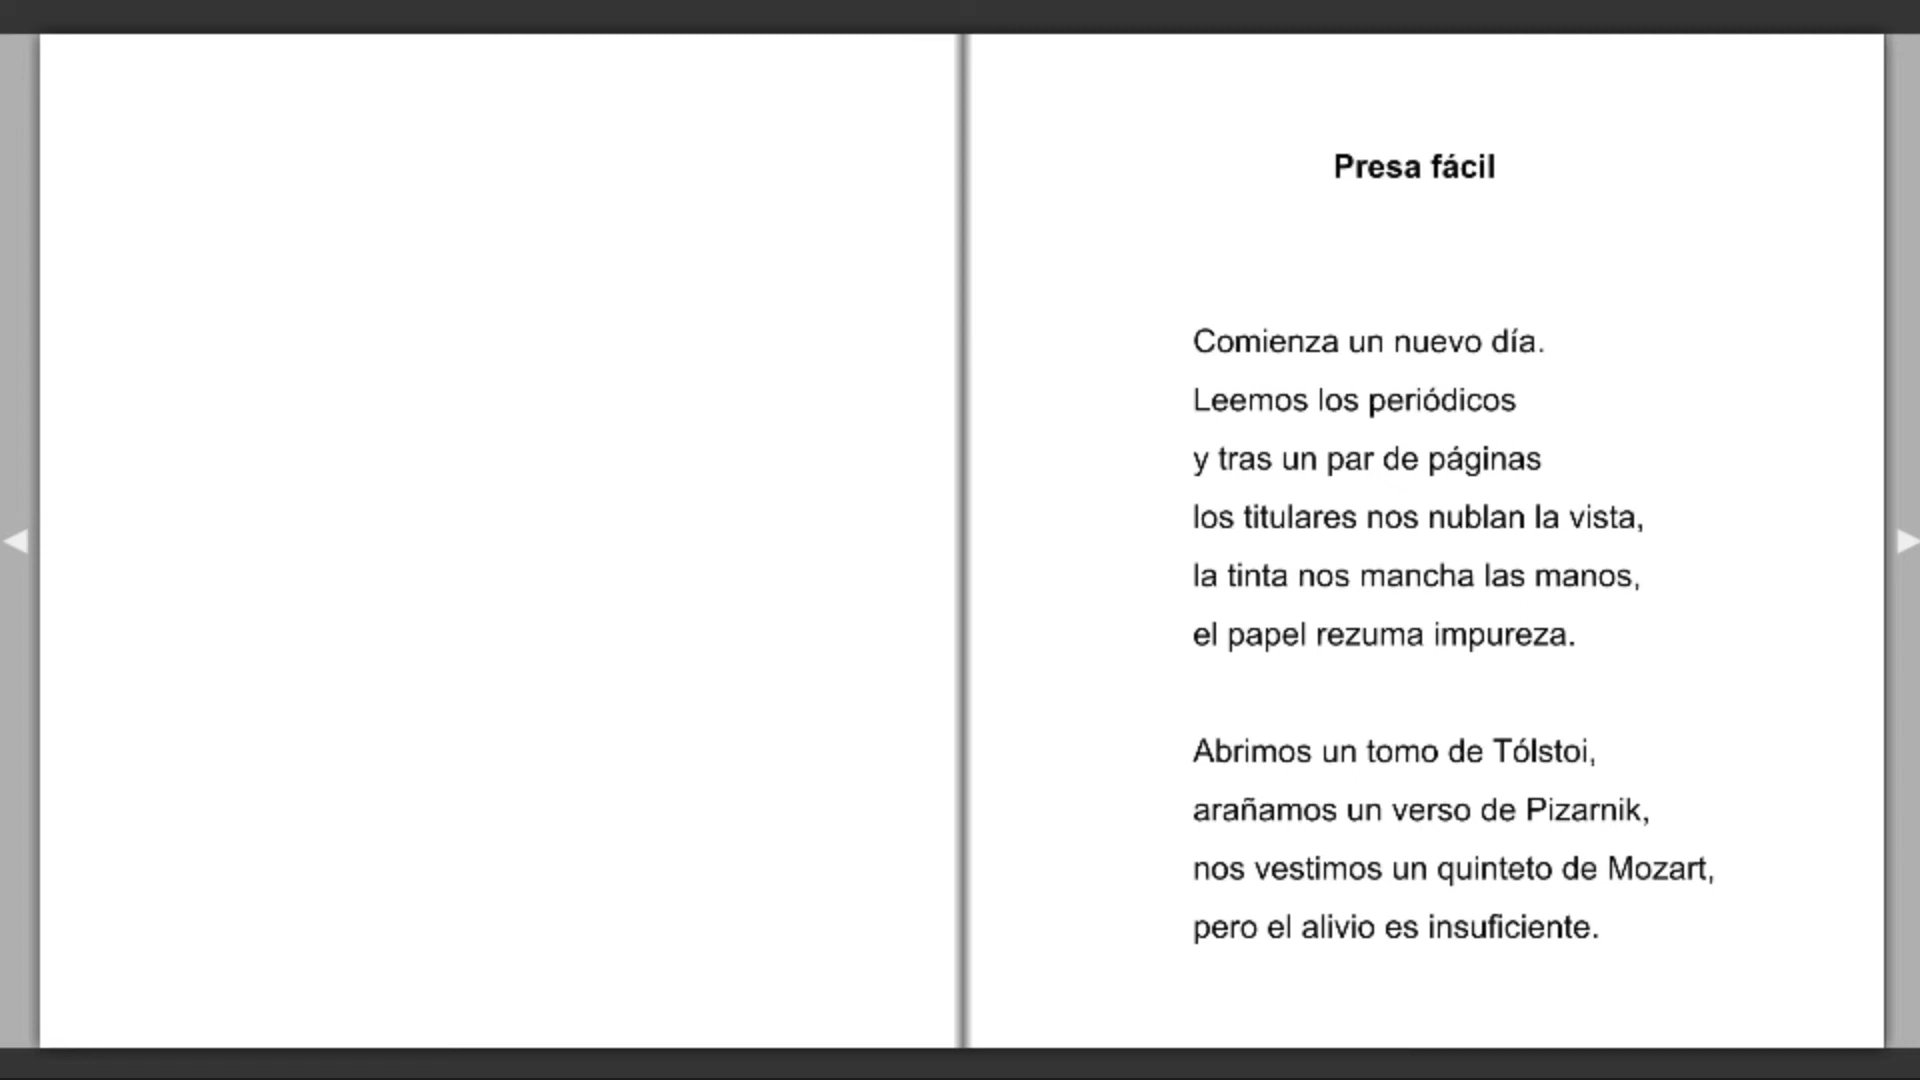 Presa fácil
Comienza un nuevo día.
Leemos los periódicos
y tras un par de páginas
los titulares nos nublan la vista,
la tinta nos mancha las manos,
el papel rezuma impureza.
Abrimos un tomo de Tólstoi,
arañamos un verso de Pizarnik,
nos vestimos un quinteto de Mozart,
pero el alivio es insuficiente.